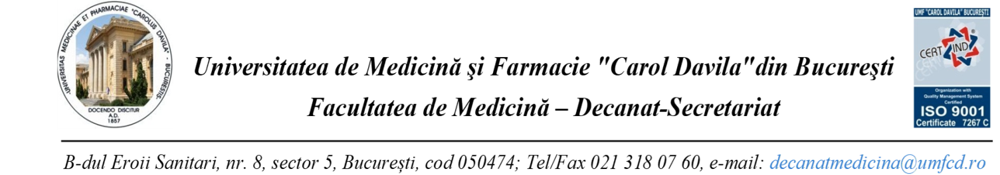 UNIVERSITAS MEDICINAE ET PHARMACIAE "CAROLUS DAVILA" - BUCURESTIS-
DOCENDO DISCITUR
A.D.
1857
Universitatea de Medicină şi Farmacie "Carol Davila"din Bucureşti
Facultatea de Medicină – Decanat-Secretariat
UMF "CAROL DAVILA" BUCUREŞTI
CERT IND
Organization with
Quality Management System
Certified
ISO 9001
Certificate 7267 C
B-dul Eroii Sanitari, nr. 8, sector 5, București, cod 050474; Tel/Fax 021 318 07 60, e-mail: decanatmedicina@umfcd.ro